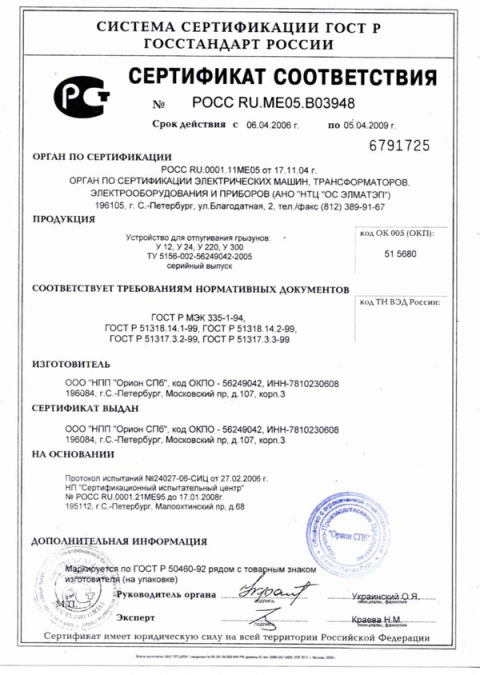 СИСТЕМА СЕРТИФИКАЦИИ ГОСТ Р
ГОССТАНДАРТ РОССИИ
СЕРТИФИКАТ СООТВЕТСТВИЯ
№ РОСС RU.ME05.B03948
Срок действия с 06.04.2006 г. по 05.04.2009 г.
6791725
ОРГАН ПО СЕРТИФИКАЦИИ
РОСС RU.0001.11ME05 от 17.11.04 г.
ОРГАН ПО СЕРТИФИКАЦИИ ЭЛЕКТРИЧЕСКИХ МАШИН, ТРАНСФОРМАТОРОВ,
ЭЛЕКТРООБОРУДОВАНИЯ И ПРИБОРОВ (АНО "НТЦ "ОС ЭЛМАТЭП")
196105, г. С.-Петербург, ул.Благодатная, 2, тел./факс (812) 389-91-67
ПРОДУКЦИЯ
Устройство для отпугивания грызунов:
У 12, У 24, У 220, У 300
ТУ 5156-002-56249042-2005
серийный выпуск
код ОК 005 (ОКП):
51 5680
СООТВЕТСТВУЕТ ТРЕБОВАНИЯМ НОРМАТИВНЫХ ДОКУМЕНТОВ
код ТН ВЭД России:
ГОСТ Р МЭК 335-1-94,
ГОСТ Р 51318.14.1-99, ГОСТ Р 51318.14.2-99,
ГОСТ Р 51317.3.2-99, ГОСТ Р 51317.3.3-99
ИЗГОТОВИТЕЛЬ
ООО "НПП "Орион СПб", код ОКПО - 56249042, ИНН-7810230608
196084, г.С.-Петербург, Московский пр, д.107, корп.3
СЕРТИФИКАТ ВЫДАН
ООО "НПП "Орион СПб", код ОКПО - 56249042, ИНН-7810230608
196084, г.С.-Петербург, Московский пр, д.107, корп.3
НА ОСНОВАНИИ
Протокол испытаний №24027-06-СИЦ от 27.02.2006 г.
НП "Сертификационный испытательный центр"
№ РОСС RU.0001.21ME95 до 17.01.2008г.
195112, г.С-Петербург, Малоохтинский пр, д.68
"Орион СПб"
ДОПОЛНИТЕЛЬНАЯ ИНФОРМАЦИЯ
Маркируется по ГОСТ Р 50460-92 рядом с товарным знаком
изготовителя (на упаковке)
Руководитель органа Украинский О.Я.
М.П. подпись инициалы, фамилия
Эксперт Краева Н.М.
подпись инициалы, фамилия
Сертификат имеет юридическую силу на всей территории Российской Федерации